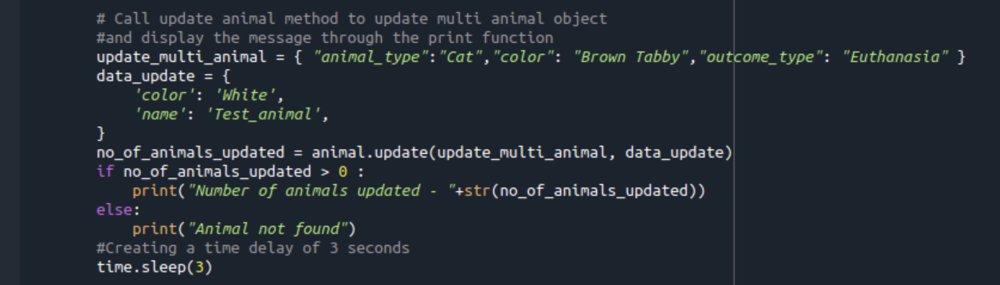 # Call update animal method to update multi animal object
#and display the message through the print function
update_multi_animal = { "animal_type":"Cat","color": "Brown Tabby","outcome_type": "Euthanasia" }
data_update = {
    'color': 'White',
    'name': 'Test_animal',
}
no_of_animals_updated = animal.update(update_multi_animal, data_update)
if no_of_animals_updated > 0 :
    print("Number of animals updated - "+str(no_of_animals_updated))
else:
    print("Animal not found")
#Creating a time delay of 3 seconds
time.sleep(3)